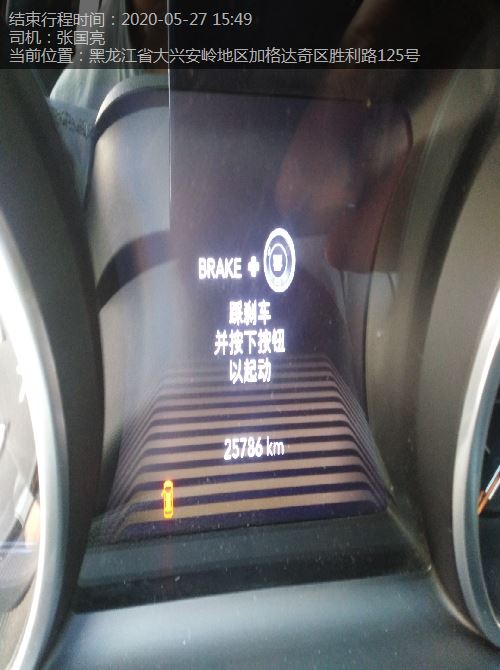 结束行程时间：2020-05-27 15:49
司机：张国亮
当前位置：黑龙江省大兴安岭地区加格达奇区胜利路125号
BRAKE +
踩刹车
并按下按钮
以起动
25786 km